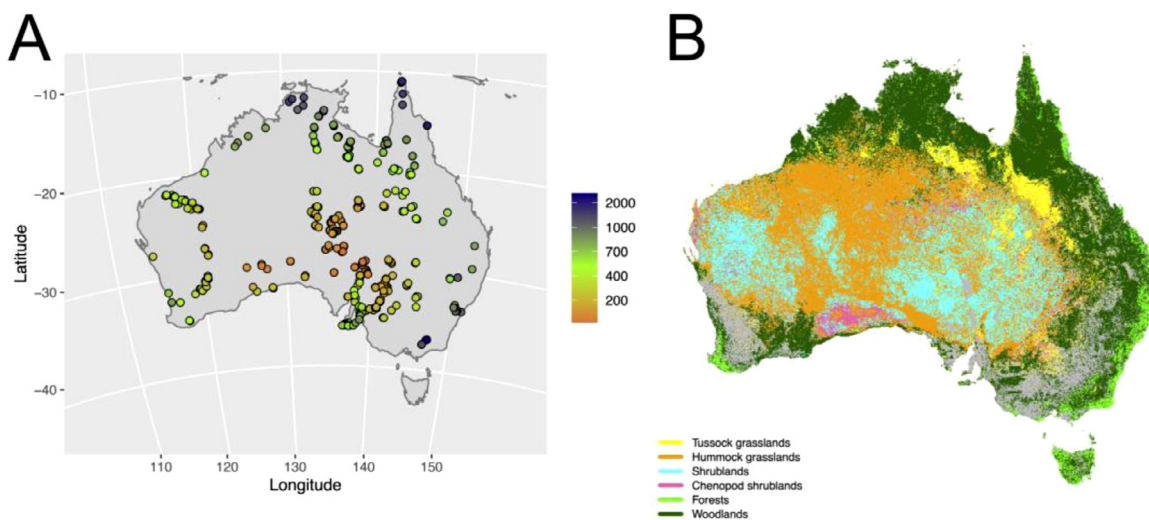 A
B
−10
−20
−30
−40
Latitude
110
120
130
140
150
Longitude
2000
1000
700
400
200
Tussock grasslands
Hummock grasslands
Shrublands
Chenopod shrublands
Forests
Woodlands